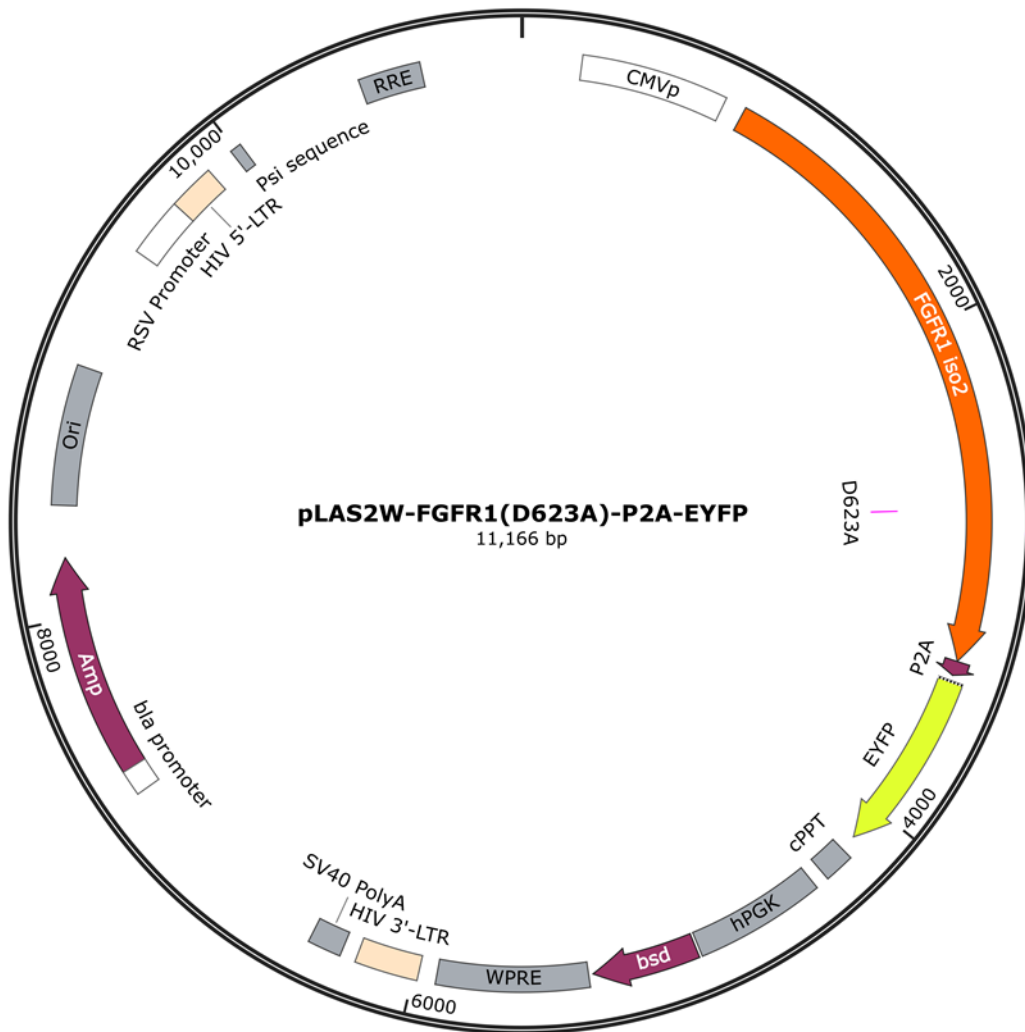 RRE
CMVp
10,000
Psi sequence
HIV 5'-LTR
RSV Promoter
2000
FGFR1 iso2
Ori
pLAS2W-FGFR1(D623A)-P2A-EYFP
11,166 bp
D623A
8000
Amp
P2A
bla promoter
EYFP
4000
cPPT
SV40 PolyA
HIV 3'-LTR
hPGK
bsd
WPRE
6000